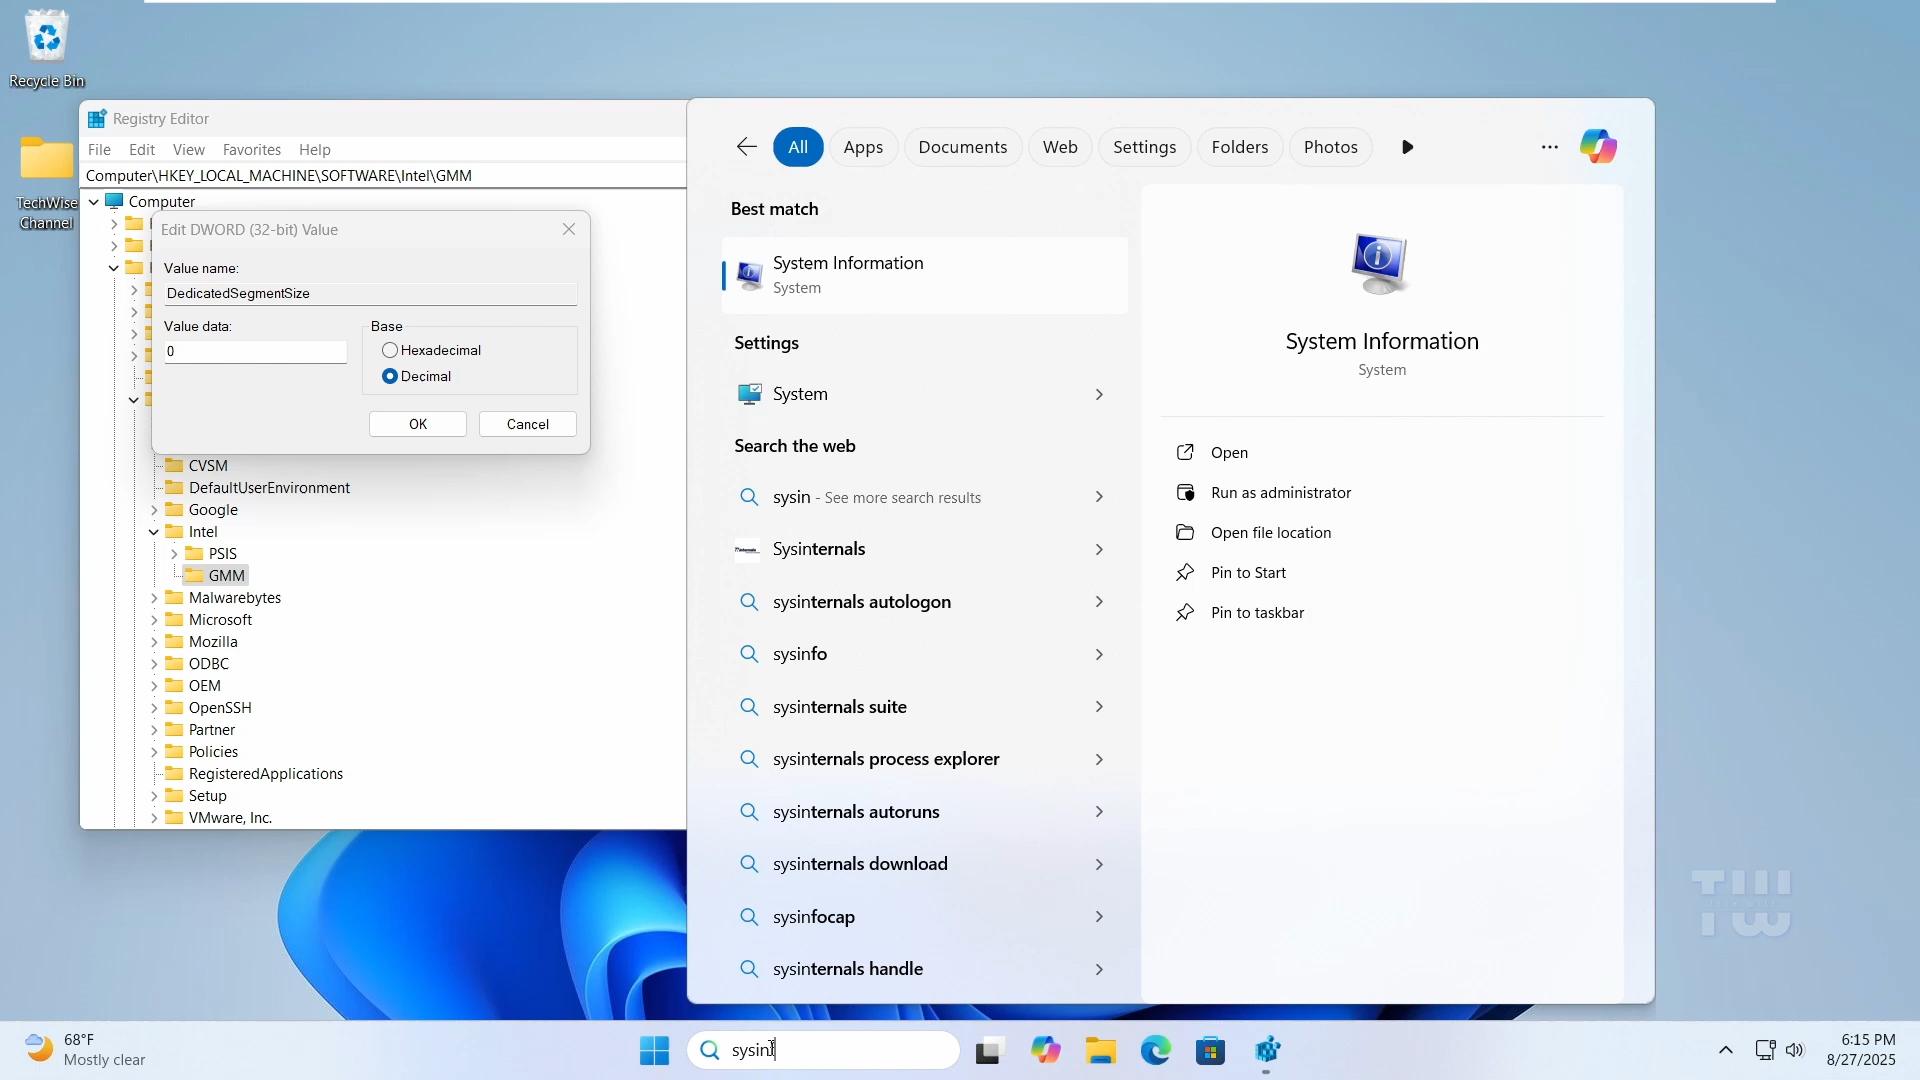 Recycle Bin
TechWise
Channel
Registry Editor
File Edit View Favorites Help
Computer\HKEY_LOCAL_MACHINE\SOFTWARE\Intel\GMM
Computer
Edit DWORD (32-bit) Value
Value name:
DedicatedSegmentSize
Value data:
0
Base
Hexadecimal
Decimal
OK
Cancel
CVSM
DefaultUserEnvironment
Google
Intel
PSIS
GMM
Malwarebytes
Microsoft
Mozilla
ODBC
OEM
OpenSSH
Partner
Policies
RegisteredApplications
Setup
VMware, Inc.
All Apps Documents Web Settings Folders Photos
Best match
System Information
System
Settings
System
Search the web
sysin - See more search results
Sysinternals
sysinternals autologon
sysinfo
sysinternals suite
sysinternals process explorer
sysinternals autoruns
sysinternals download
sysinfocap
sysinternals handle
System Information
System
Open
Run as administrator
Open file location
Pin to Start
Pin to taskbar
TW
68°F
Mostly clear
sysin
6:15 PM
8/27/2025